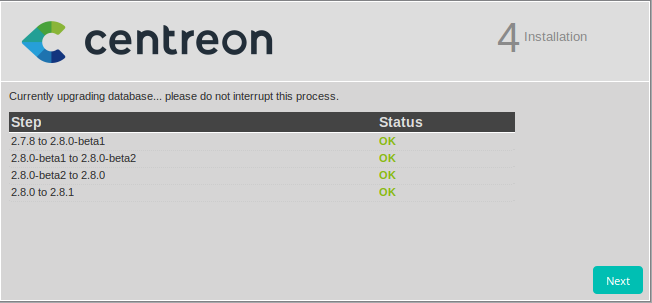 centreon
4 Installation
Currently upgrading database... please do not interrupt this process.
Step Status
2.7.8 to 2.8.0-beta1 OK
2.8.0-beta1 to 2.8.0-beta2 OK
2.8.0-beta2 to 2.8.0 OK
2.8.0 to 2.8.1 OK
Next